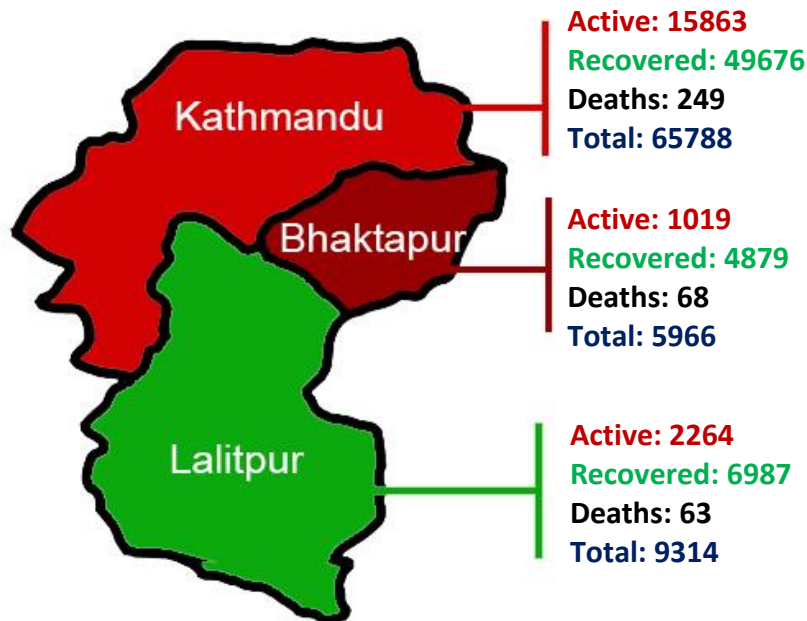 Kathmandu
Active: 15863
Recovered: 49676
Deaths: 249
Total: 65788
Bhaktapur
Active: 1019
Recovered: 4879
Deaths: 68
Total: 5966
Lalitpur
Active: 2264
Recovered: 6987
Deaths: 63
Total: 9314